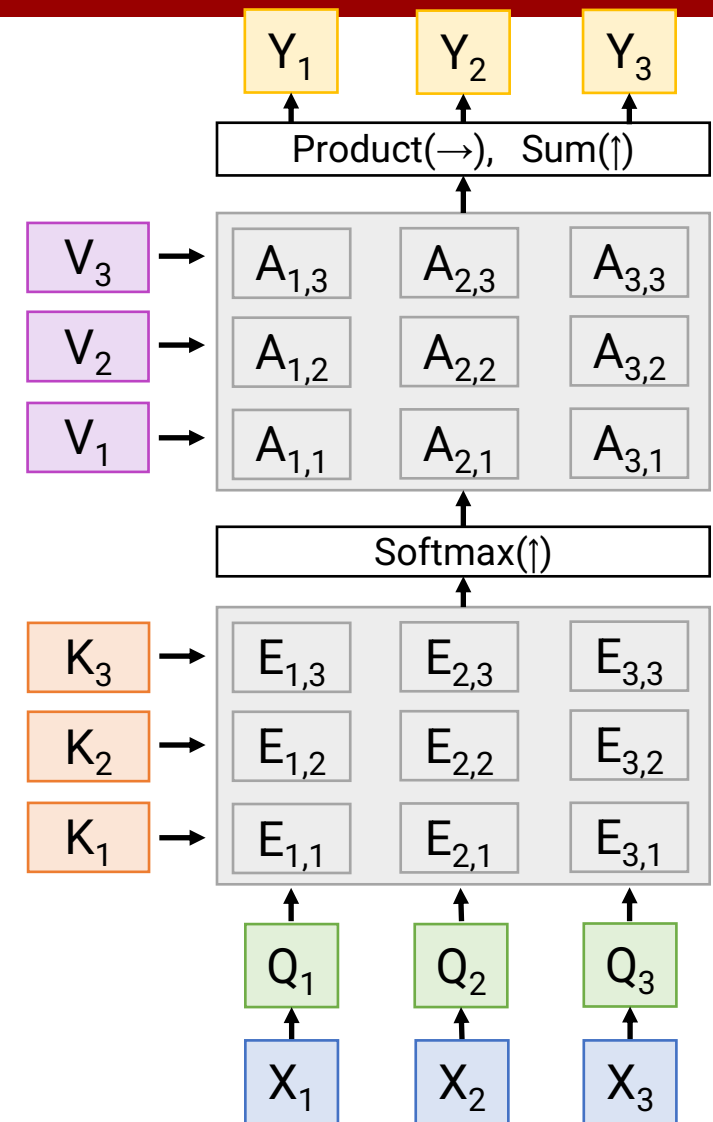 Y₁ Y₂ Y₃
Product(→), Sum(↑)
V₃ A₁,₃ A₂,₃ A₃,₃
V₂ A₁,₂ A₂,₂ A₃,₂
V₁ A₁,₁ A₂,₁ A₃,₁
Softmax(↑)
K₃ E₁,₃ E₂,₃ E₃,₃
K₂ E₁,₂ E₂,₂ E₃,₂
K₁ E₁,₁ E₂,₁ E₃,₁
Q₁ Q₂ Q₃
X₁ X₂ X₃